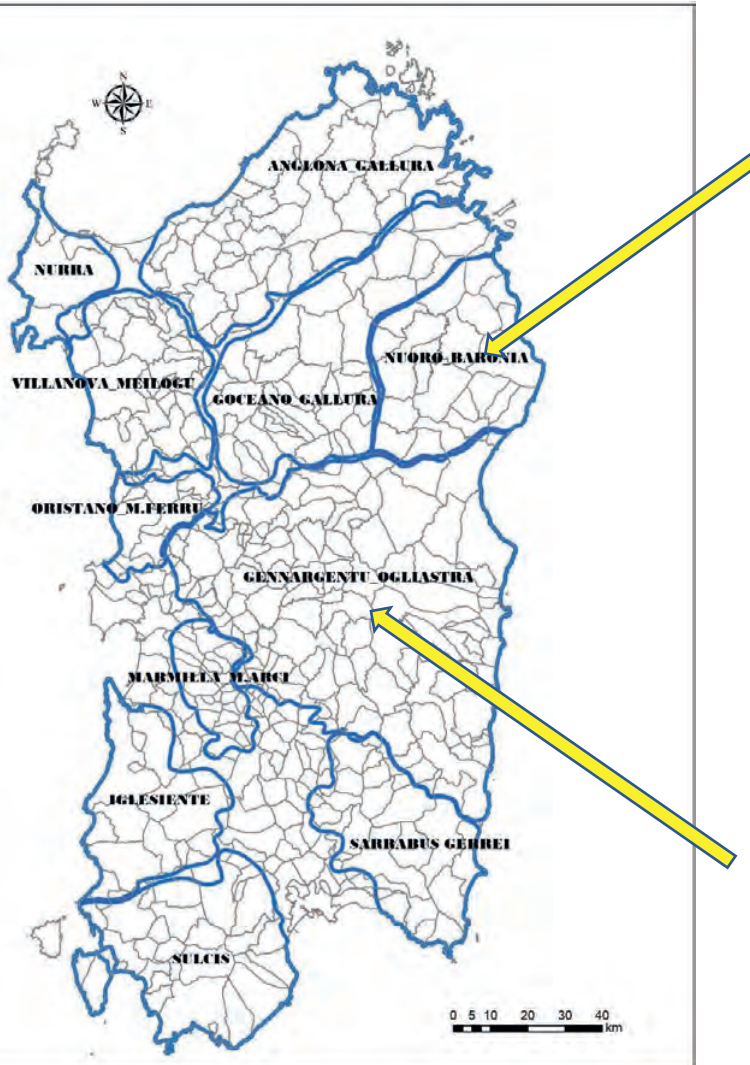 N
W E
S
ANGLONA_GALLURA
NURRA
NUORO_BARONIA
VILLANOVA_MEILOGU
GOCEANO_GALLURA
ORISTANO_M.FERRU
GENNARGENTU_OGLIASTRA
MARMILLA_M.ARCI
IGLESIENTE
SARRABUS GERREI
SULCIS
0 5 10 20 30 40
km